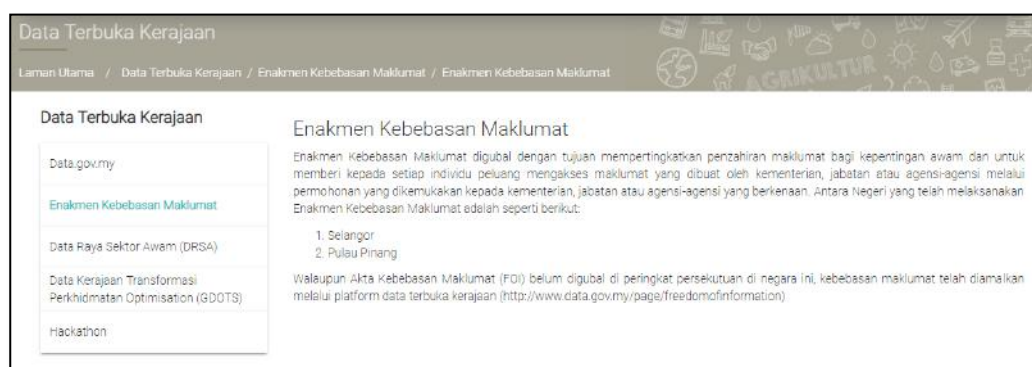 Data Terbuka Kerajaan
Laman Utama / Data Terbuka Kerajaan / Enakmen Kebebasan Maklumat / Enakmen Kebebasan Maklumat
AGRIKULTUR
Data Terbuka Kerajaan
Data.gov.my
Enakmen Kebebasan Maklumat
Data Raya Sektor Awam (DRSA)
Data Kerajaan Transformasi
Perkhidmatan Optimisation (GDOTS)
Hackathon
Enakmen Kebebasan Maklumat
Enakmen Kebebasan Maklumat digubal dengan tujuan mempertingkatkan penzahiran maklumat bagi kepentingan awam dan untuk
memberi kepada setiap individu peluang mengakses maklumat yang dibuat oleh kementerian, jabatan atau agensi-agensi melalui
permohonan yang dikemukakan kepada kementerian, jabatan atau agensi-agensi yang berkenaan. Antara Negeri yang telah melaksanakan
Enakmen Kebebasan Maklumat adalah seperti berikut:
1. Selangor
2. Pulau Pinang
Walaupun Akta Kebebasan Maklumat (FOI) belum digubal di peringkat persekutuan di negara ini, kebebasan maklumat telah diamalkan
melalui platform data terbuka kerajaan (http://www.data.gov.my/page/freedomofinformation)